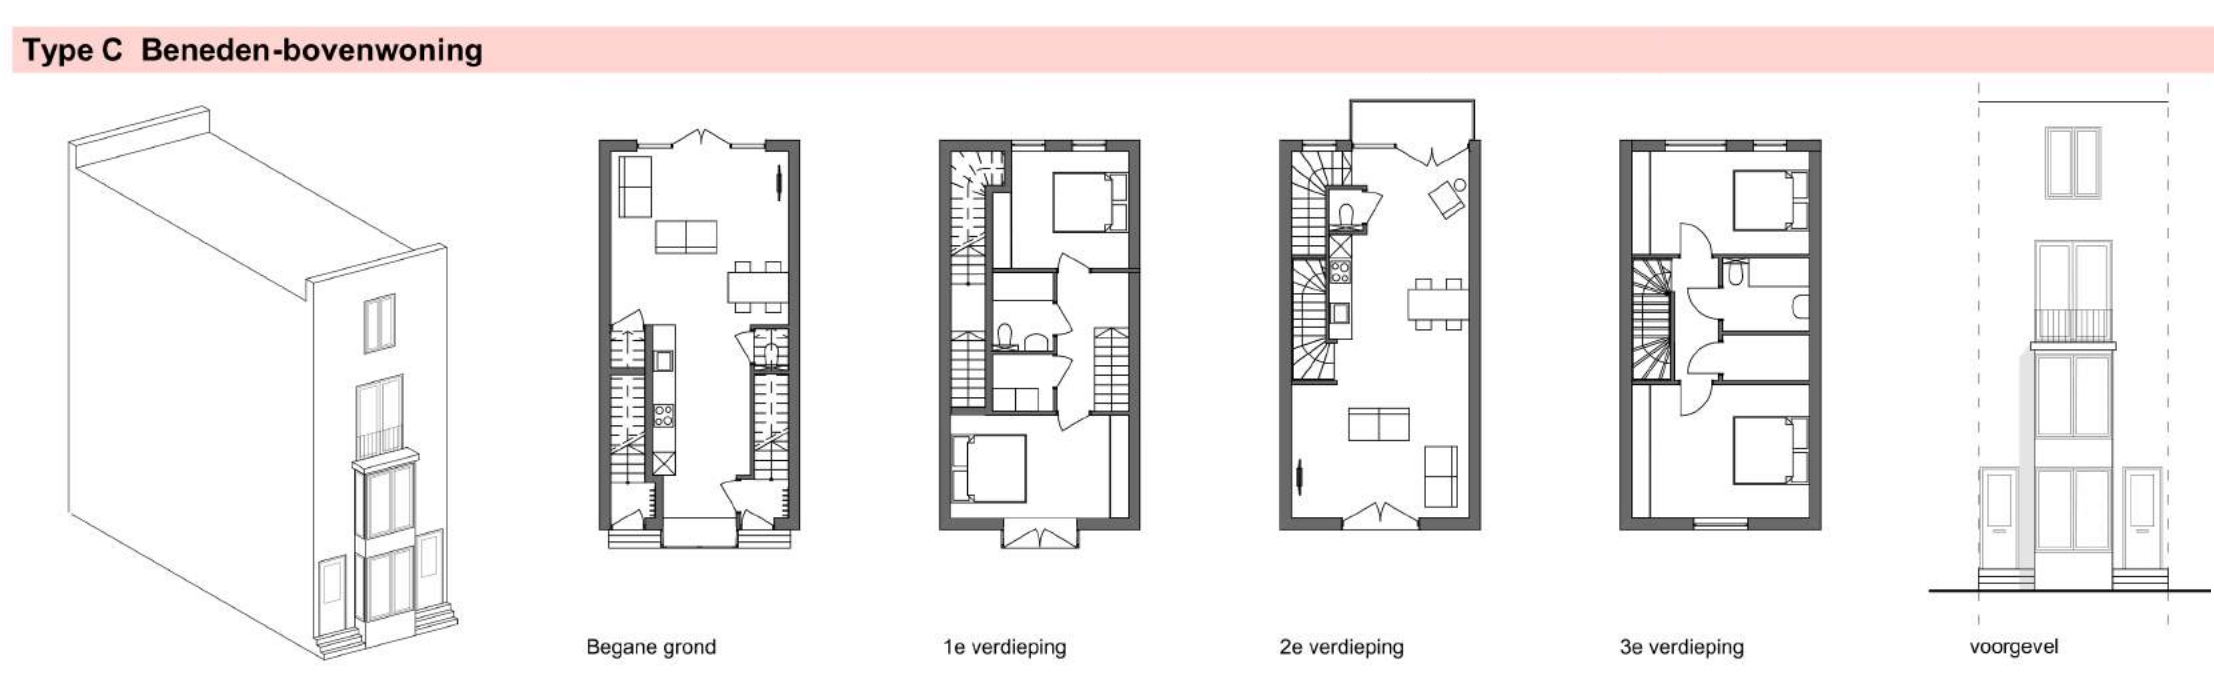 Type C Beneden-bovenwoning
Begane grond
1e verdieping
2e verdieping
3e verdieping
voorgevel